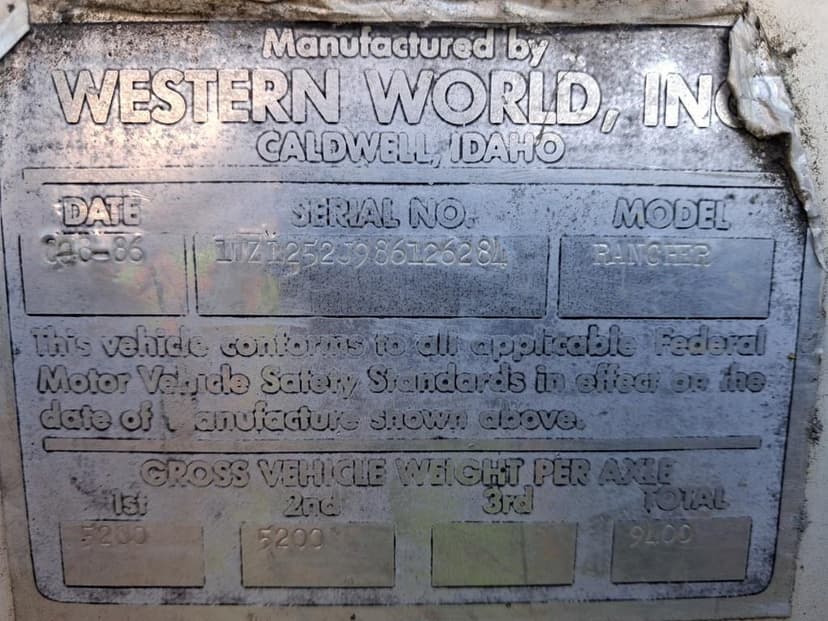 Manufactured by
WESTERN WORLD, INC
CALDWELL, IDAHO
DATE SERIAL NO. MODEL
RANCHER
This vehicle conforms to all applicable Federal
Motor Vehicle Safety Standards in effect on the
date of anufacture shown above.
GROSS VEHICLE WEIGHT PER AXLE
1st 2nd 3rd TOTAL
5200 5200